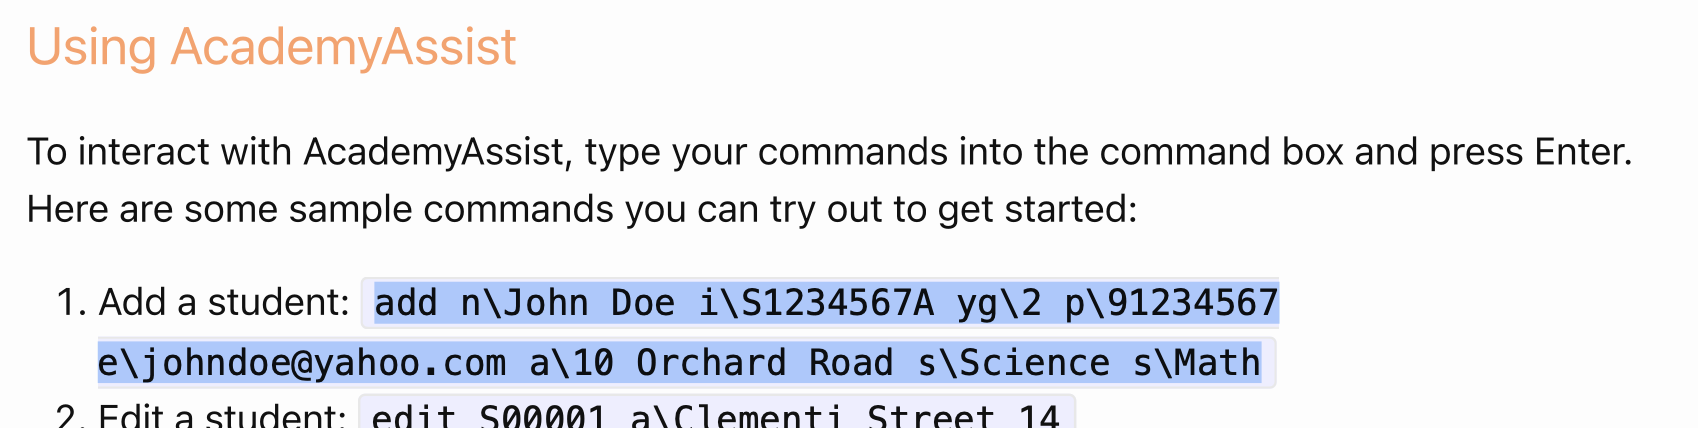 Using AcademyAssist
To interact with AcademyAssist, type your commands into the command box and press Enter.
Here are some sample commands you can try out to get started:
1. Add a student: add n\John Doe i\S1234567A yg\2 p\91234567
e\johndoe@yahoo.com a\10 Orchard Road s\Science s\Math
2. Edit a student: edit S00001 a\Clementi Street 14